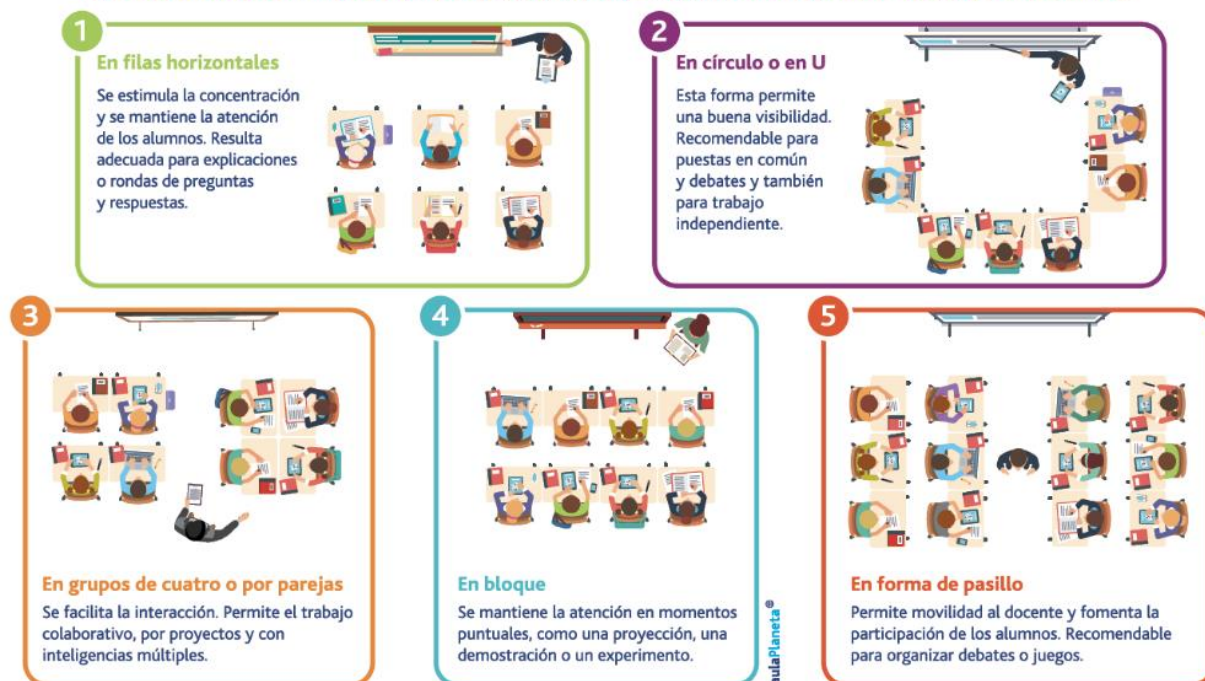 1
En filas horizontales
Se estimula la concentración
y se mantiene la atención
de los alumnos. Resulta
adecuada para explicaciones
o rondas de preguntas
y respuestas.
2
En círculo o en U
Esta forma permite
una buena visibilidad.
Recomendable para
puestas en común
y debates y también
para trabajo
independiente.
3
En grupos de cuatro o por parejas
Se facilita la interacción. Permite el trabajo
colaborativo, por proyectos y con
inteligencias múltiples.
4
En bloque
Se mantiene la atención en momentos
puntuales, como una proyección, una
demostración o un experimento.
5
En forma de pasillo
Permite movilidad al docente y fomenta la
participación de los alumnos. Recomendable
para organizar debates o juegos.